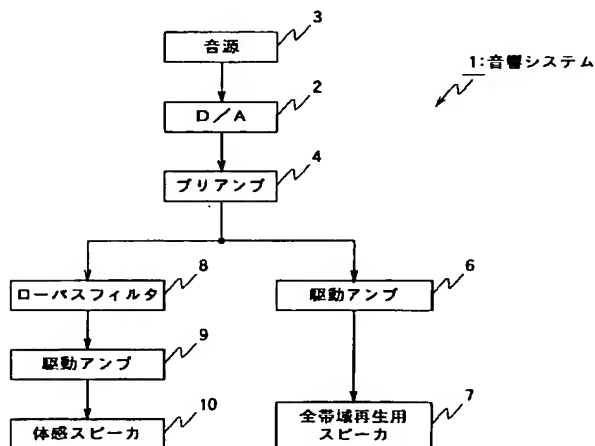 3
音源
1:音響システム
2
D/A
4
プリアンプ
8
ローパスフィルタ
6
駆動アンプ
9
駆動アンプ
10
体感スピーカ
7
全帯域再生用
スピーカ